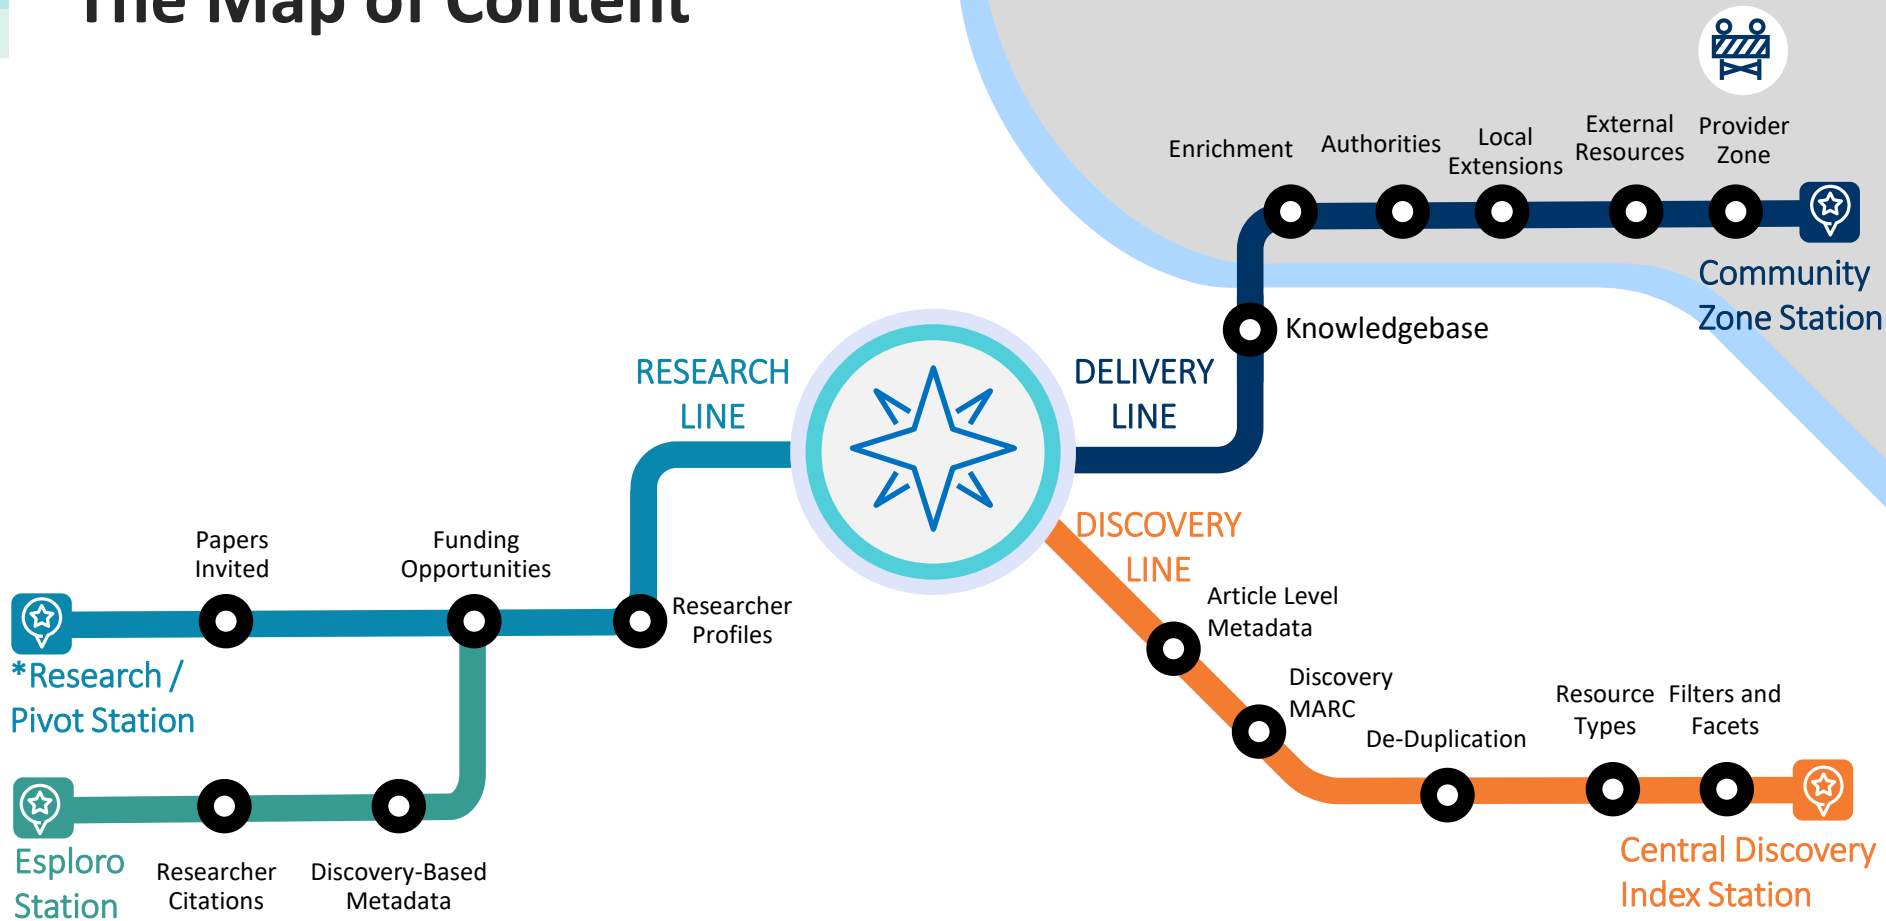 The Map of Content
Enrichment
Authorities
Local
Extensions
External
Resources
Provider
Zone
Community
Zone Station
Knowledgebase
RESEARCH
LINE
DELIVERY
LINE
DISCOVERY
LINE
Papers
Invited
Funding
Opportunities
Researcher
Profiles
*Research /
Pivot Station
Article Level
Metadata
Discovery
MARC
De-Duplication
Resource
Types
Filters and
Facets
Central Discovery
Index Station
Esploro
Station
Researcher
Citations
Discovery-Based
Metadata